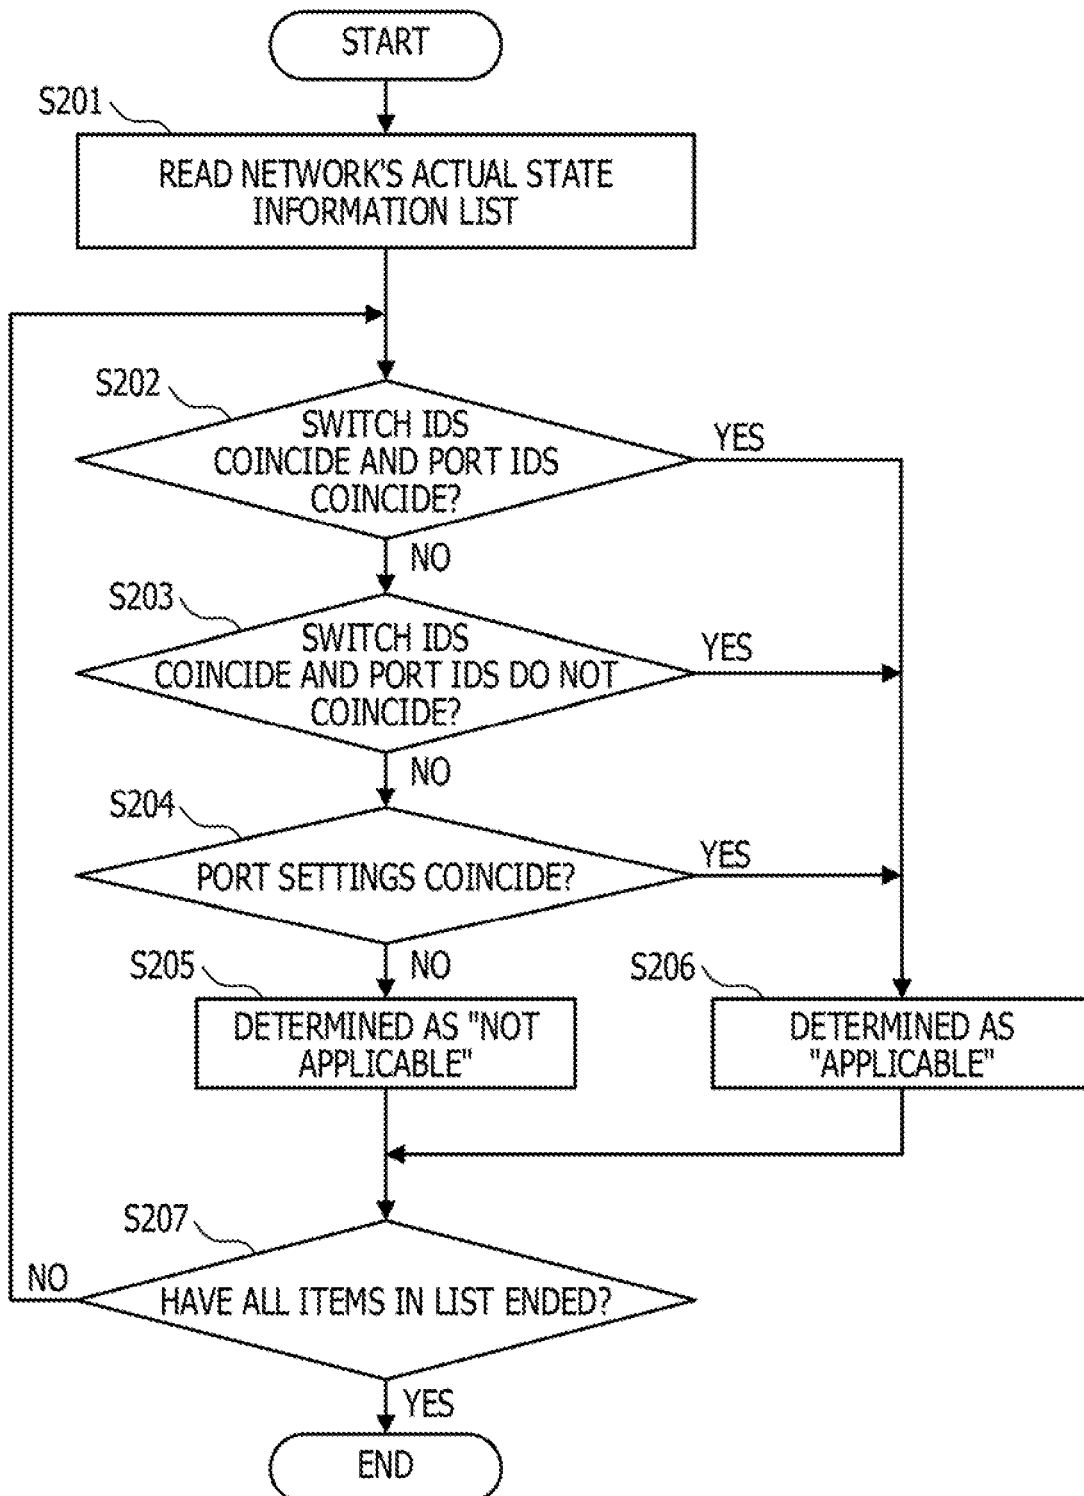 START
S201
READ NETWORK'S ACTUAL STATE
INFORMATION LIST
S202
SWITCH IDS
COINCIDE AND PORT IDS
COINCIDE?
YES
NO
S203
SWITCH IDS
COINCIDE AND PORT IDS DO NOT
COINCIDE?
YES
NO
S204
PORT SETTINGS COINCIDE?
YES
NO
S205
DETERMINED AS "NOT
APPLICABLE"
S206
DETERMINED AS
"APPLICABLE"
S207
HAVE ALL ITEMS IN LIST ENDED?
NO
YES
END